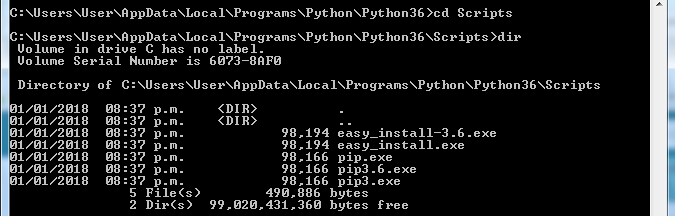 C:\Users\User\AppData\Local\Programs\Python\Python36>cd Scripts
C:\Users\User\AppData\Local\Programs\Python\Python36\Scripts>dir
Volume in drive C has no label.
Volume Serial Number is 6073-8AF0
Directory of C:\Users\User\AppData\Local\Programs\Python\Python36\Scripts
01/01/2018  08:37 p.m.    <DIR>          .
01/01/2018  08:37 p.m.    <DIR>          ..
01/01/2018  08:37 p.m.            98,194 easy_install-3.6.exe
01/01/2018  08:37 p.m.            98,194 easy_install.exe
01/01/2018  08:37 p.m.            98,166 pip.exe
01/01/2018  08:37 p.m.            98,166 pip3.6.exe
01/01/2018  08:37 p.m.            98,166 pip3.exe
5 File(s)        490,886 bytes
2 Dir(s)  99,020,431,360 bytes free